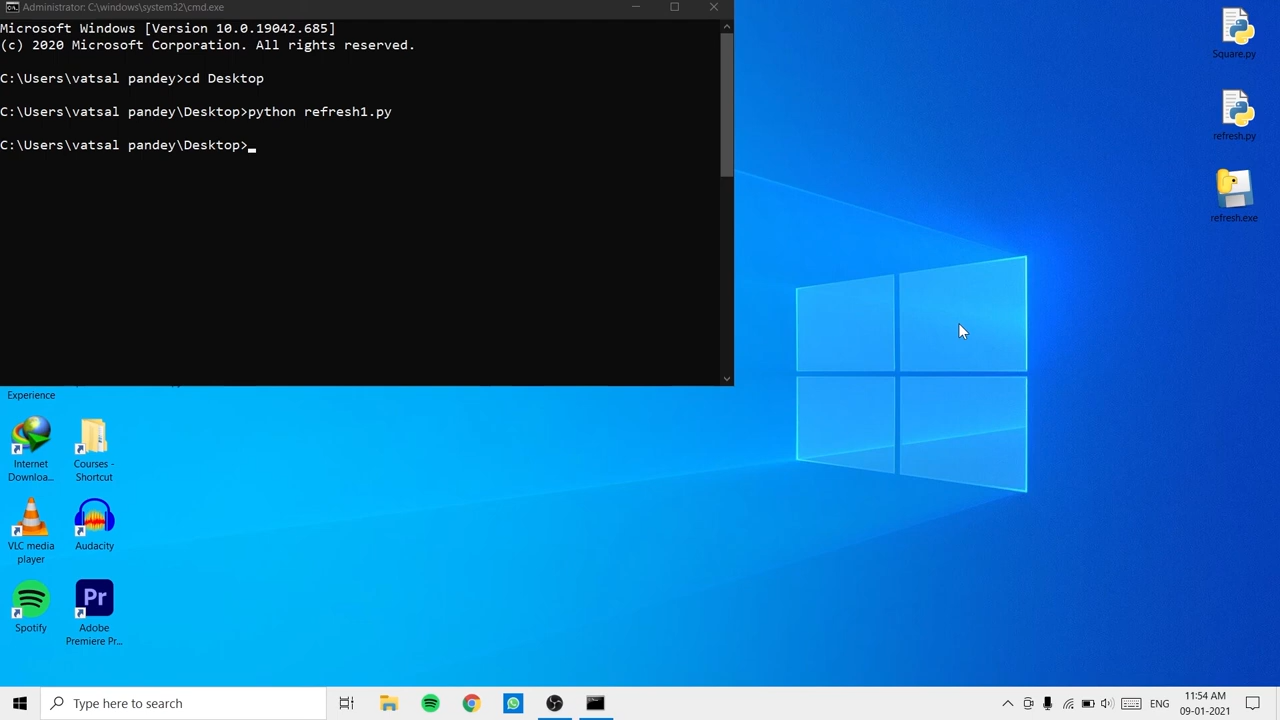 Administrator: C:\windows\system32\cmd.exe
Microsoft Windows [Version 10.0.19042.685]
(c) 2020 Microsoft Corporation. All rights reserved.
C:\Users\vatsal pandey>cd Desktop
C:\Users\vatsal pandey\Desktop>python refresh1.py
C:\Users\vatsal pandey\Desktop>
Square.py
refresh.py
refresh.exe
Experience
Internet
Downloa...
Courses -
Shortcut
VLC media
player
Audacity
Spotify
Adobe
Premiere Pr...
Pr
Type here to search
ENG
11:54 AM
09-01-2021